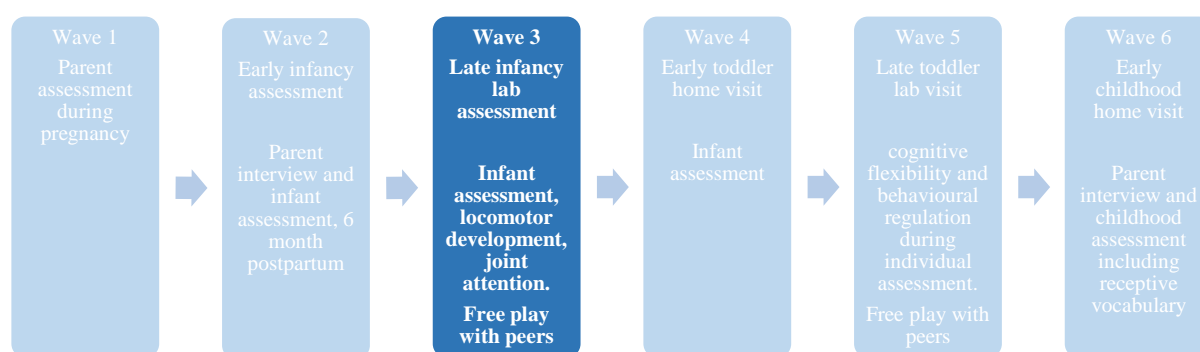 Wave 1
Parent
assessment
during
pregnancy
Wave 2
Early infancy
assessment
Parent
interview and
infant
assessment, 6
month
postpartum
Wave 3
Late infancy
lab
assessment
Infant
assessment,
locomotor
development,
joint
attention.
Free play
with peers
Wave 4
Early toddler
home visit
Infant
assessment
Wave 5
Late toddler
lab visit
cognitive
flexibility and
behavioural
regulation
during
individual
assessment.
Free play with
peers
Wave 6
Early
childhood
home visit
Parent
interview and
childhood
assessment
including
receptive
vocabulary